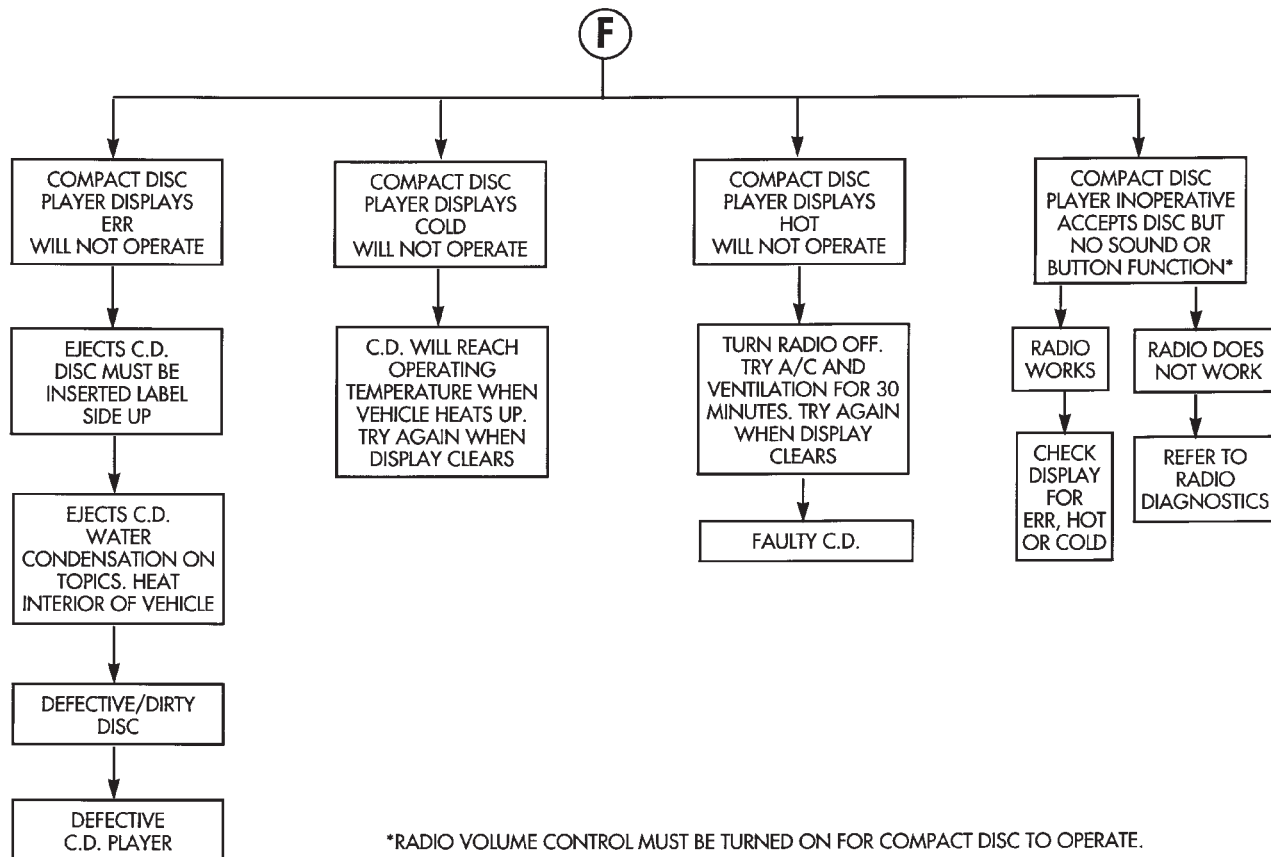 F
COMPACT DISC
PLAYER DISPLAYS
ERR
WILL NOT OPERATE
EJECTS C.D.
DISC MUST BE
INSERTED LABEL
SIDE UP
EJECTS C.D.
WATER
CONDENSATION ON
TOPICS. HEAT
INTERIOR OF VEHICLE
DEFECTIVE/DIRTY
DISC
DEFECTIVE
C.D. PLAYER
COMPACT DISC
PLAYER DISPLAYS
COLD
WILL NOT OPERATE
C.D. WILL REACH
OPERATING
TEMPERATURE WHEN
VEHICLE HEATS UP.
TRY AGAIN WHEN
DISPLAY CLEARS
COMPACT DISC
PLAYER DISPLAYS
HOT
WILL NOT OPERATE
TURN RADIO OFF.
TRY A/C AND
VENTILATION FOR 30
MINUTES. TRY AGAIN
WHEN DISPLAY
CLEARS
FAULTY C.D.
COMPACT DISC
PLAYER INOPERATIVE
ACCEPTS DISC BUT
NO SOUND OR
BUTTON FUNCTION*
RADIO
WORKS
CHECK
DISPLAY
FOR
ERR, HOT
OR COLD
RADIO DOES
NOT WORK
REFER TO
RADIO
DIAGNOSTICS
*RADIO VOLUME CONTROL MUST BE TURNED ON FOR COMPACT DISC TO OPERATE.